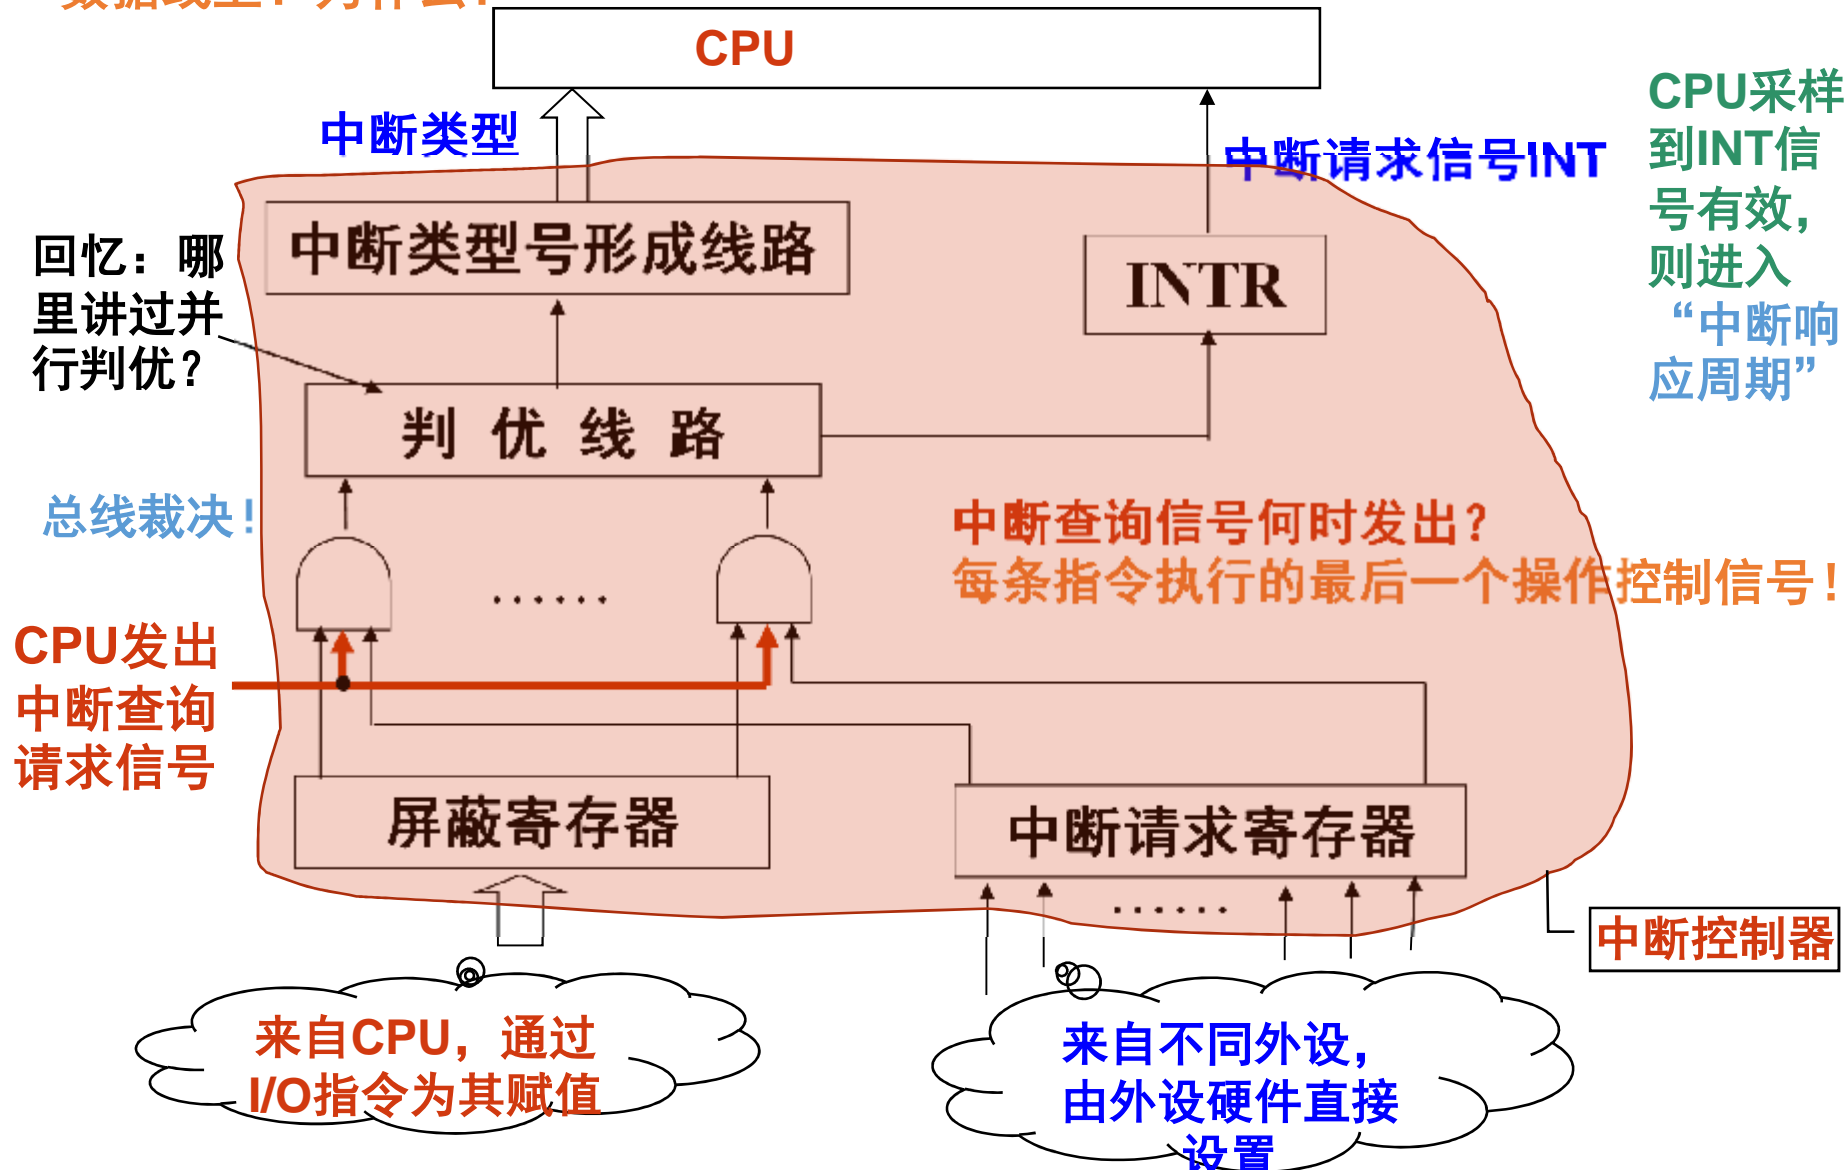 数据线上？为什么？
CPU
中断类型
中断请求信号INT
CPU采样
到INT信
号有效，
则进入
“中断响
应周期”
中断类型号形成线路
INTR
回忆：哪
里讲过并
行判优？
判优线路
总线裁决！
中断查询信号何时发出？
每条指令执行的最后一个操作控制信号！
......
CPU发出
中断查询
请求信号
屏蔽寄存器
中断请求寄存器
......
中断控制器
来自CPU，通过
I/O指令为其赋值
来自不同外设，
由外设硬件直接
设置